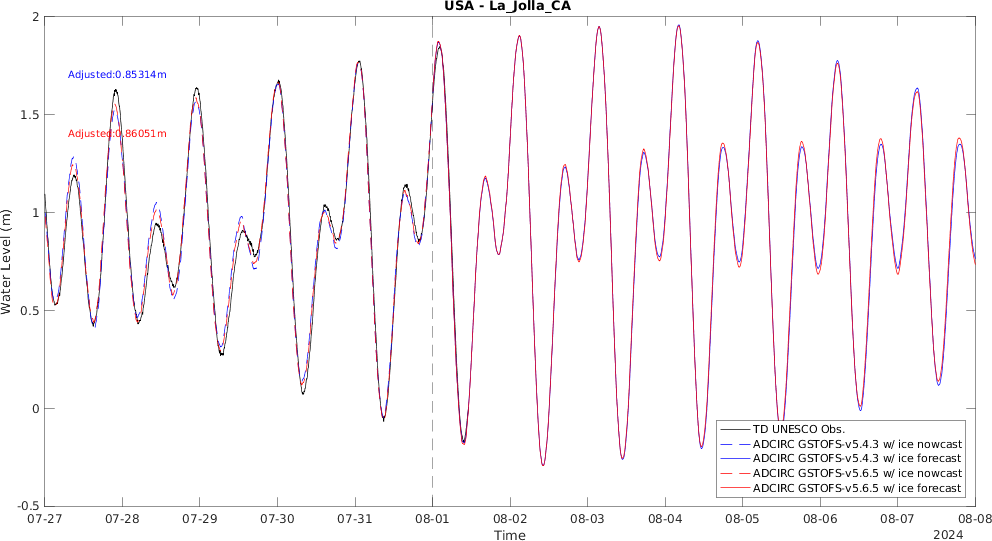 USA - La_Jolla_CA
2
Adjusted:0.85314m
1.5
Adjusted:0.86051m
1
Water Level (m)
0.5
0
-0.5
TD UNESCO Obs.
ADCIRC GSTOFS-v5.4.3 w/ ice nowcast
ADCIRC GSTOFS-v5.4.3 w/ ice forecast
ADCIRC GSTOFS-v5.6.5 w/ ice nowcast
ADCIRC GSTOFS-v5.6.5 w/ ice forecast
07-27 07-28 07-29 07-30 07-31 08-01 08-02 08-03 08-04 08-05 08-06 08-07 08-08
Time
2024